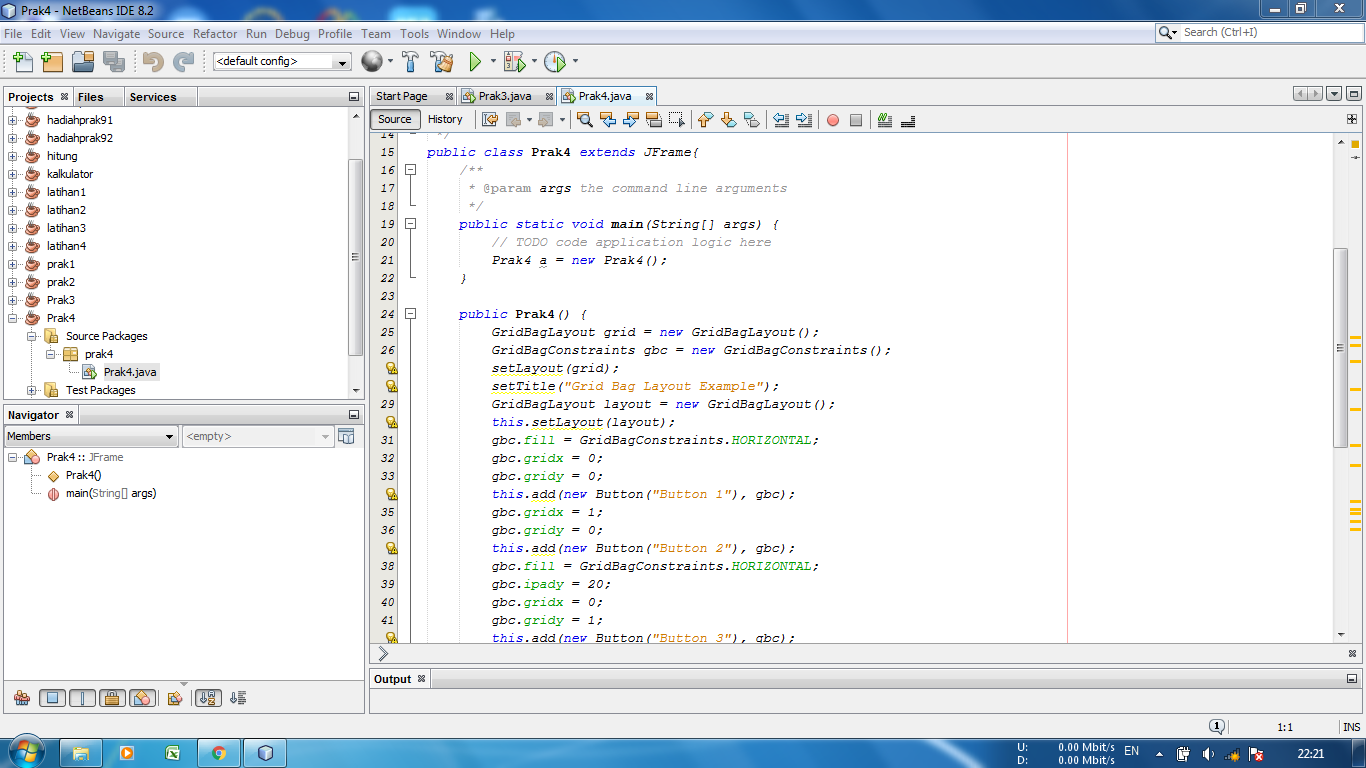 Prak4 - NetBeans IDE 8.2
File Edit View Navigate Source Refactor Run Debug Profile Team Tools Window Help
Search (Ctrl+I)
<default config>
Projects Files Services
hadiahprak91
hadiahprak92
hitung
kalkulator
latihan1
latihan2
latihan3
latihan4
prak1
prak2
Prak3
Prak4
Source Packages
prak4
Prak4.java
Test Packages
Navigator
Members <empty>
Prak4 :: JFrame
Prak4()
main(String[] args)
Start Page Prak3.java Prak4.java
Source History
14 */
15 public class Prak4 extends JFrame{
16 /**
17 * @param args the command line arguments
18 */
19 public static void main(String[] args) {
20 // TODO code application logic here
21 Prak4 a = new Prak4();
22 }
23
24 public Prak4() {
25 GridBagLayout grid = new GridBagLayout();
26 GridBagConstraints gbc = new GridBagConstraints();
setLayout(grid);
setTitle("Grid Bag Layout Example");
29 GridBagLayout layout = new GridBagLayout();
this.setLayout(layout);
31 gbc.fill = GridBagConstraints.HORIZONTAL;
32 gbc.gridx = 0;
33 gbc.gridy = 0;
this.add(new Button("Button 1"), gbc);
35 gbc.gridx = 1;
36 gbc.gridy = 0;
this.add(new Button("Button 2"), gbc);
38 gbc.fill = GridBagConstraints.HORIZONTAL;
39 gbc.ipady = 20;
40 gbc.gridx = 0;
41 gbc.gridy = 1;
this.add(new Button("Button 3"), gbc);
Output
1 1:1 INS
U: 0.00 Mbit/s
D: 0.00 Mbit/s
EN
22:21